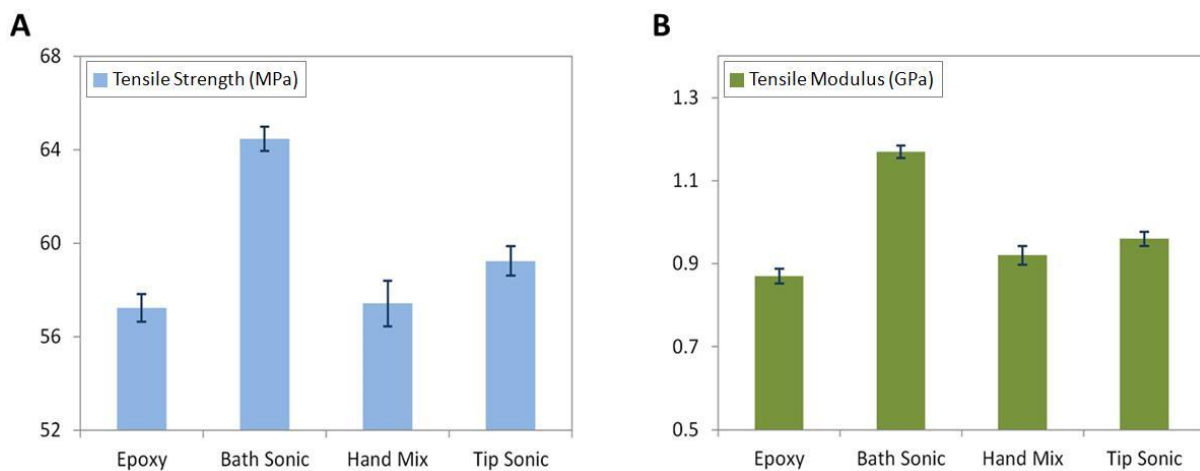 A
Tensile Strength (MPa)
68
64
60
56
52
Epoxy Bath Sonic Hand Mix Tip Sonic
B
Tensile Modulus (GPa)
1.3
1.1
0.9
0.7
0.5
Epoxy Bath Sonic Hand Mix Tip Sonic